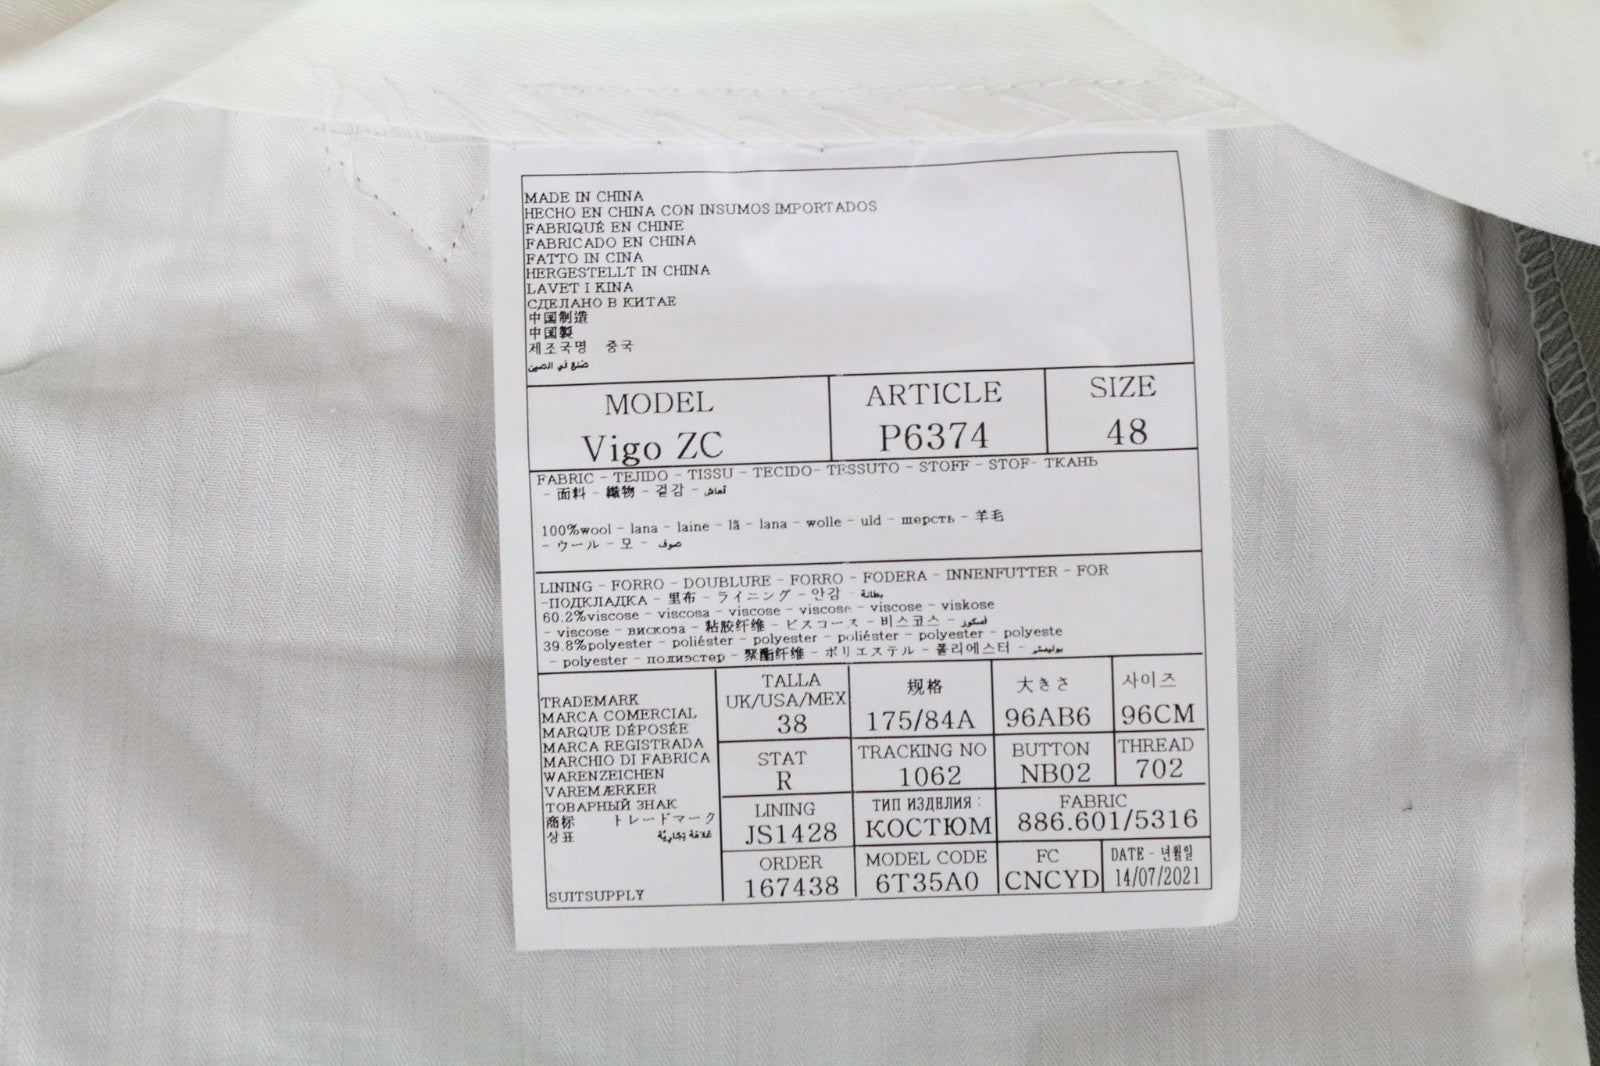 MADE IN CHINA
HECHO EN CHINA CON INSUMOS IMPORTADOS
FABRIQUÉ EN CHINE
FABRICADO EN CHINA
FATTO IN CINA
HERGESTELLT IN CHINA
LAVET I KINA
СДЕЛАНО В КИТАЕ
中国制造
中国製
제조국명 중국
صنع في الصين
MODEL ARTICLE SIZE
Vigo ZC P6374 48
FABRIC - TEJIDO - TISSU - TECIDO- TESSUTO - STOFF - STOF- ТКАНЬ
- 面料 - 織物 - 겉감 - قماش
100%wool - lana - laine - lã - lana - wolle - uld - шерсть - 羊毛
- ウール - 모 - صوف
LINING - FORRO - DOUBLURE - FORRO - FODERA - INNENFUTTER - FOR
-ПОДКЛАДКА - 里布 - ライニング - 안감 - بطانة
60.2%viscose - viscosa - viscose - viscose - viscose - viskose
- viscose - вискоза - 粘胶纤维 - ビスコース - 비스코스 -
39.8%polyester - poliéster - polyester - poliéster - polyester - polyeste
- polyester - полиэстер - 聚酯纤维 - ポリエステル - 폴리에스터 - بوليستر
TRADEMARK
MARCA COMERCIAL
MARQUE DÉPOSÉE
MARCA REGISTRADA
MARCHIO DI FABRICA
WARENZEICHEN
VAREMÆRKER
ТОВАРНЫЙ ЗНАК
商标 トレードマーク
상표 علامة تجارية
SUITSUPPLY
TALLA 规格 大きさ 사이즈
UK/USA/MEX
38 175/84A 96AB6 96CM
STAT TRACKING NO BUTTON THREAD
R 1062 NB02 702
LINING ТИП ИЗДЕЛИЯ: FABRIC
JS1428 КОСТЮМ 886.601/5316
ORDER MODEL CODE FC DATE - 년월일
167438 6T35A0 CNCYD 14/07/2021